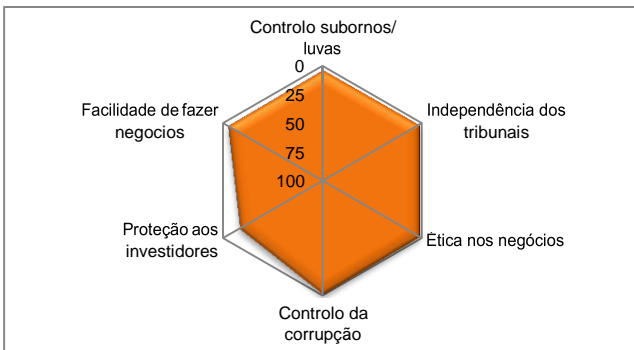 Controlo subornos/
luvas
0
25
50
75
100
Facilidade de fazer
negocios
Independência dos
tribunais
Proteção aos
investidores
Ética nos negócios
Controlo da
corrupção